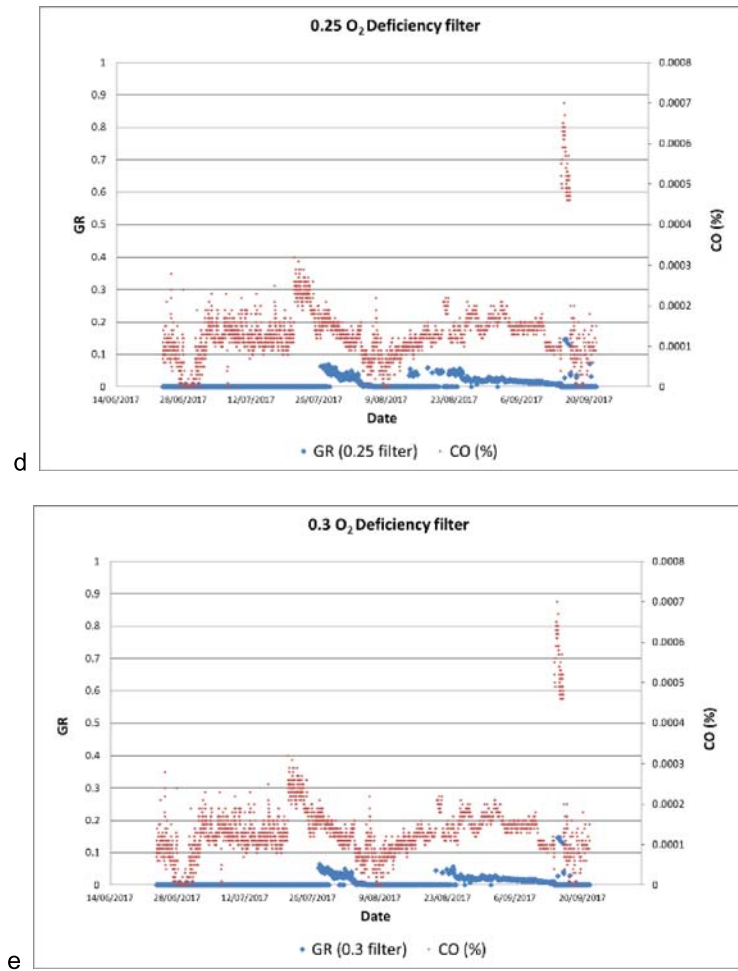 0.25 O₂ Deficiency filter
1
0.9
0.8
0.7
0.6
0.5
0.4
0.3
0.2
0.1
0
GR
0.0008
0.0007
0.0006
0.0005
0.0004
0.0003
0.0002
0.0001
0
CO (%)
14/06/2017 28/06/2017 12/07/2017 26/07/2017 9/08/2017 23/08/2017 6/09/2017 20/09/2017
Date
GR (0.25 filter) CO (%)
d
0.3 O₂ Deficiency filter
1
0.9
0.8
0.7
0.6
0.5
0.4
0.3
0.2
0.1
0
GR
0.0008
0.0007
0.0006
0.0005
0.0004
0.0003
0.0002
0.0001
0
CO (%)
14/06/2017 28/06/2017 12/07/2017 26/07/2017 9/08/2017 23/08/2017 6/09/2017 20/09/2017
Date
GR (0.3 filter) CO (%)
e